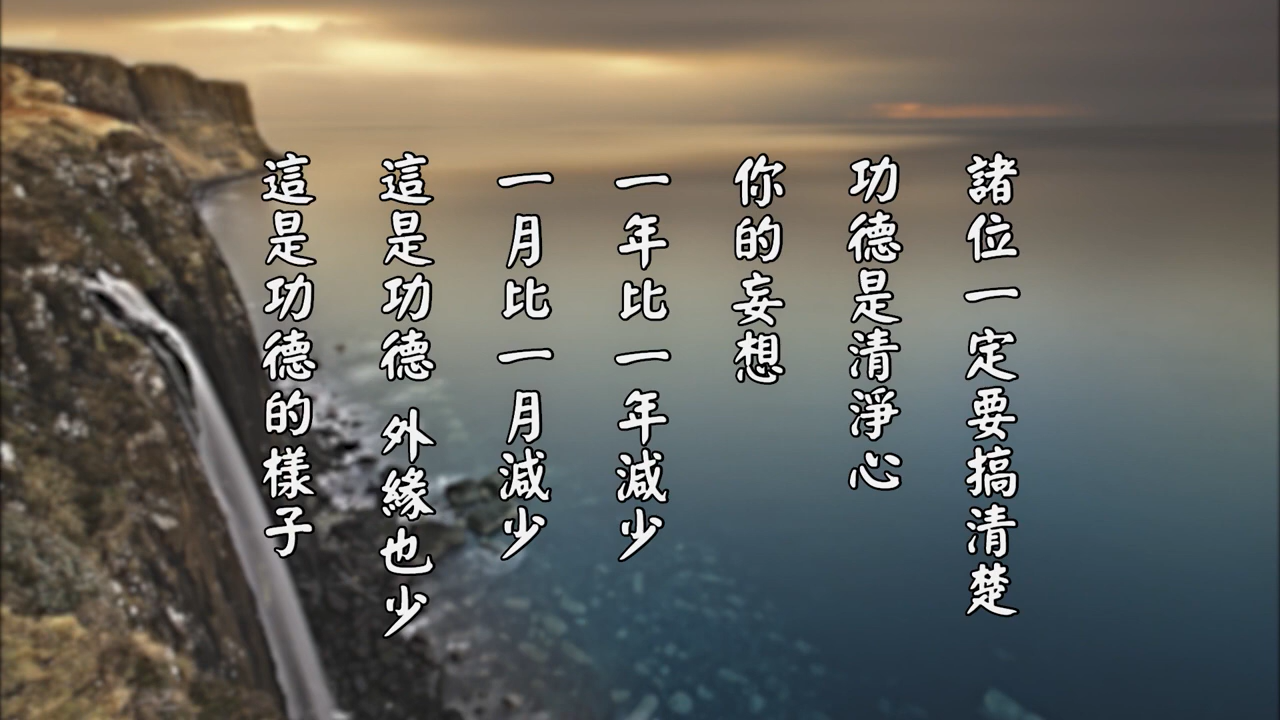 諸位一定要搞清楚
功德是清淨心
你的妄想
一年比一年減少
一月比一月減少
這是功德 外緣也少
這是功德的樣子